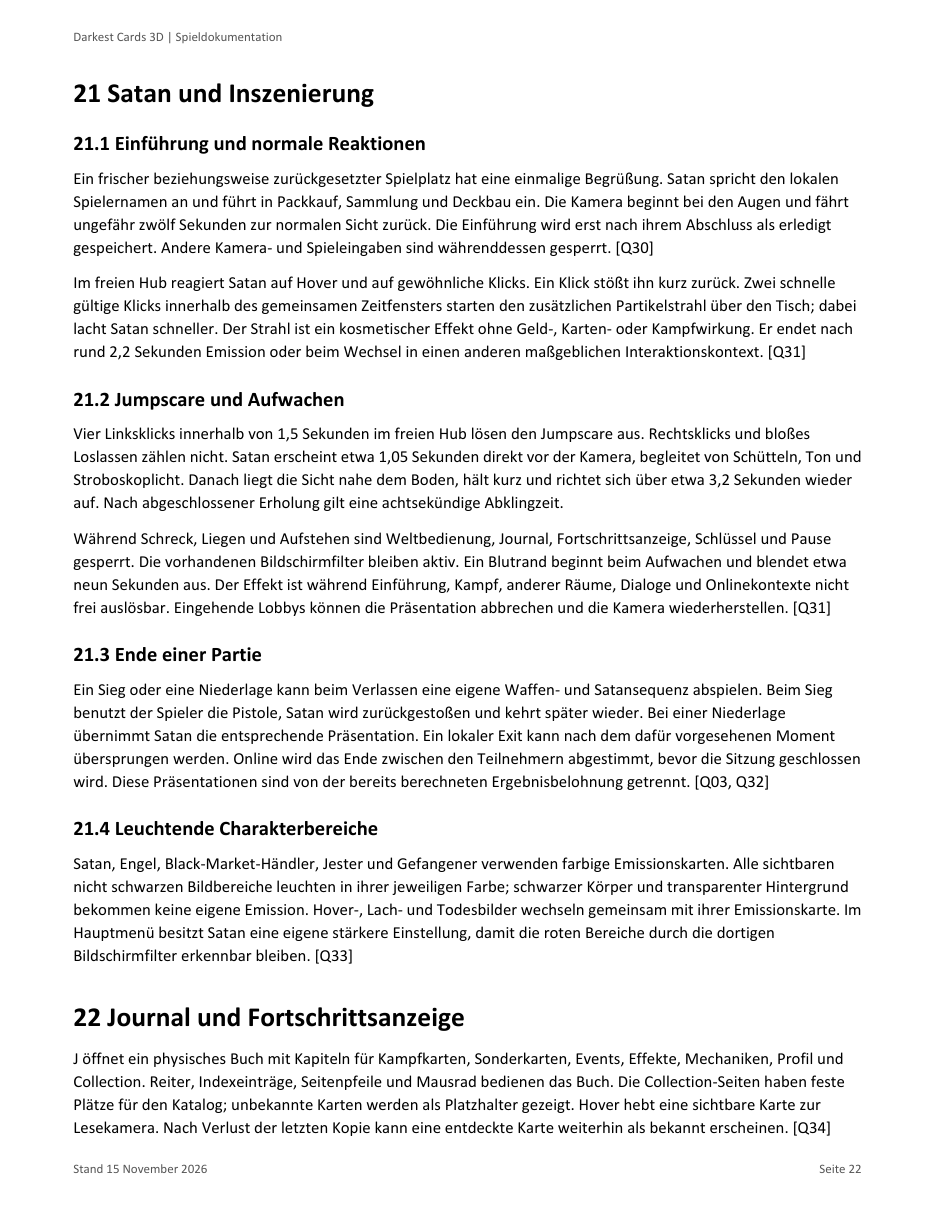 Darkest Cards 3D | Spieldokumentation
21 Satan und Inszenierung
21.1 Einführung und normale Reaktionen
Ein frischer beziehungsweise zurückgesetzter Spielplatz hat eine einmalige Begrüßung. Satan spricht den lokalen
Spielernamen an und führt in Packkauf, Sammlung und Deckbau ein. Die Kamera beginnt bei den Augen und fährt
ungefähr zwölf Sekunden zur normalen Sicht zurück. Die Einführung wird erst nach ihrem Abschluss als erledigt
gespeichert. Andere Kamera- und Spieleingaben sind währenddessen gesperrt. [Q30]
Im freien Hub reagiert Satan auf Hover und auf gewöhnliche Klicks. Ein Klick stößt ihn kurz zurück. Zwei schnelle
gültige Klicks innerhalb des gemeinsamen Zeitfensters starten den zusätzlichen Partikelstrahl über den Tisch; dabei
lacht Satan schneller. Der Strahl ist ein kosmetischer Effekt ohne Geld-, Karten- oder Kampfwirkung. Er endet nach
rund 2,2 Sekunden Emission oder beim Wechsel in einen anderen maßgeblichen Interaktionskontext. [Q31]
21.2 Jumpscare und Aufwachen
Vier Linksklicks innerhalb von 1,5 Sekunden im freien Hub lösen den Jumpscare aus. Rechtsklicks und bloßes
Loslassen zählen nicht. Satan erscheint etwa 1,05 Sekunden direkt vor der Kamera, begleitet von Schütteln, Ton und
Stroboskoplicht. Danach liegt die Sicht nahe dem Boden, hält kurz und richtet sich über etwa 3,2 Sekunden wieder
auf. Nach abgeschlossener Erholung gilt eine achtsekündige Abklingzeit.
Während Schreck, Liegen und Aufstehen sind Weltbedienung, Journal, Fortschrittsanzeige, Schlüssel und Pause
gesperrt. Die vorhandenen Bildschirmfilter bleiben aktiv. Ein Blutrand beginnt beim Aufwachen und blendet etwa
neun Sekunden aus. Der Effekt ist während Einführung, Kampf, anderer Räume, Dialoge und Onlinekontexte nicht
frei auslösbar. Eingehende Lobbys können die Präsentation abbrechen und die Kamera wiederherstellen. [Q31]
21.3 Ende einer Partie
Ein Sieg oder eine Niederlage kann beim Verlassen eine eigene Waffen- und Satansequenz abspielen. Beim Sieg
benutzt der Spieler die Pistole, Satan wird zurückgestoßen und kehrt später wieder. Bei einer Niederlage
übernimmt Satan die entsprechende Präsentation. Ein lokaler Exit kann nach dem dafür vorgesehenen Moment
übersprungen werden. Online wird das Ende zwischen den Teilnehmern abgestimmt, bevor die Sitzung geschlossen
wird. Diese Präsentationen sind von der bereits berechneten Ergebnisbelohnung getrennt. [Q03, Q32]
21.4 Leuchtende Charakterbereiche
Satan, Engel, Black-Market-Händler, Jester und Gefangener verwenden farbige Emissionskarten. Alle sichtbaren
nicht schwarzen Bildbereiche leuchten in ihrer jeweiligen Farbe; schwarzer Körper und transparenter Hintergrund
bekommen keine eigene Emission. Hover-, Lach- und Todesbilder wechseln gemeinsam mit ihrer Emissionskarte. Im
Hauptmenü besitzt Satan eine eigene stärkere Einstellung, damit die roten Bereiche durch die dortigen
Bildschirmfilter erkennbar bleiben. [Q33]
22 Journal und Fortschrittsanzeige
J öffnet ein physisches Buch mit Kapiteln für Kampfkarten, Sonderkarten, Events, Effekte, Mechaniken, Profil und
Collection. Reiter, Indexeinträge, Seitenpfeile und Mausrad bedienen das Buch. Die Collection-Seiten haben feste
Plätze für den Katalog; unbekannte Karten werden als Platzhalter gezeigt. Hover hebt eine sichtbare Karte zur
Lesekamera. Nach Verlust der letzten Kopie kann eine entdeckte Karte weiterhin als bekannt erscheinen. [Q34]
Stand 15 November 2026
Seite 22